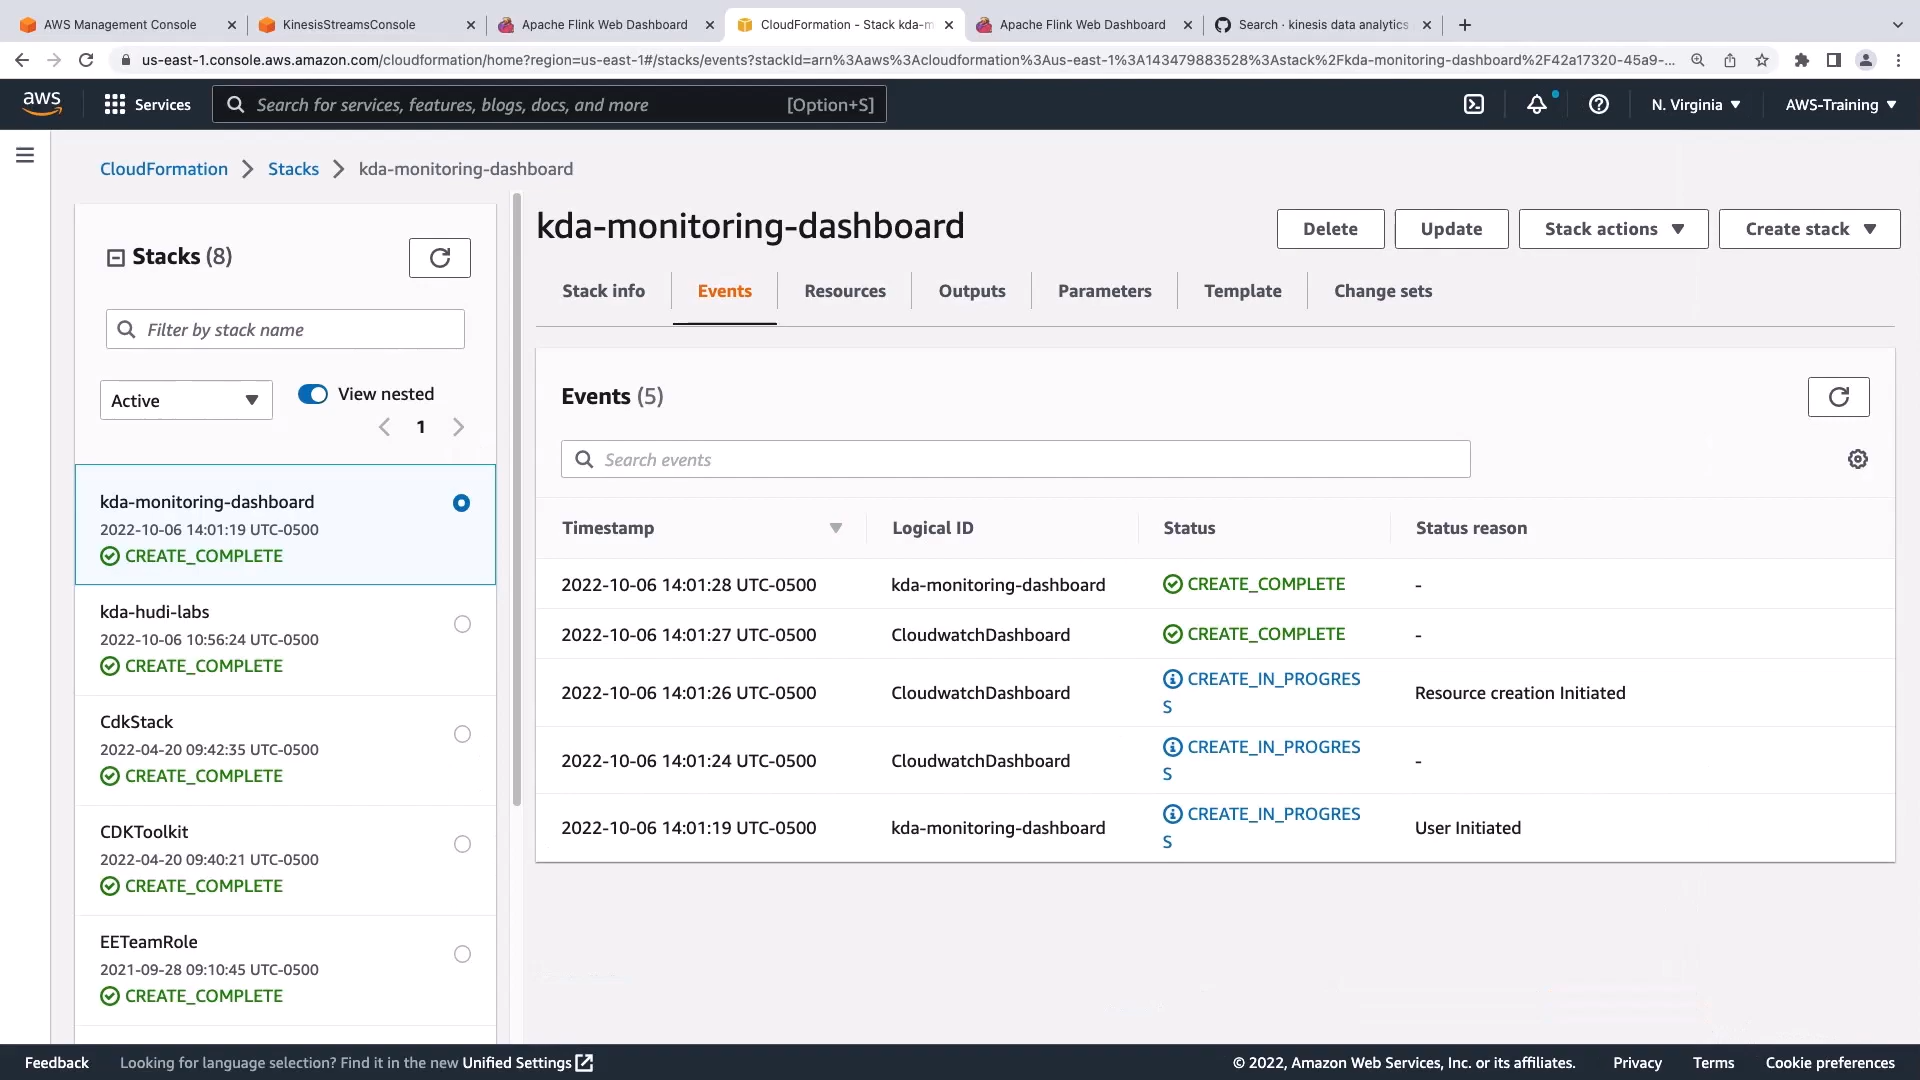 AWS Management Console
KinesisStreamsConsole
Apache Flink Web Dashboard
CloudFormation - Stack kda-m
Apache Flink Web Dashboard
Search · kinesis data analytics
us-east-1.console.aws.amazon.com/cloudformation/home?region=us-east-1#/stacks/events?stackId=arn%3Aaws%3Acloudformation%3Aus-east-1%3A143479883528%3Astack%2Fkda-monitoring-dashboard%2F42a17320-45a9-...
aws
Services
Search for services, features, blogs, docs, and more
[Option+S]
N. Virginia
AWS-Training
CloudFormation
Stacks
kda-monitoring-dashboard
Stacks (8)
Filter by stack name
Active
View nested
1
kda-monitoring-dashboard
2022-10-06 14:01:19 UTC-0500
CREATE_COMPLETE
kda-hudi-labs
2022-10-06 10:56:24 UTC-0500
CREATE_COMPLETE
CdkStack
2022-04-20 09:42:35 UTC-0500
CREATE_COMPLETE
CDKToolkit
2022-04-20 09:40:21 UTC-0500
CREATE_COMPLETE
EETeamRole
2021-09-28 09:10:45 UTC-0500
CREATE_COMPLETE
kda-monitoring-dashboard
Delete
Update
Stack actions
Create stack
Stack info
Events
Resources
Outputs
Parameters
Template
Change sets
Events (5)
Search events
Timestamp Logical ID Status Status reason
2022-10-06 14:01:28 UTC-0500 kda-monitoring-dashboard CREATE_COMPLETE -
2022-10-06 14:01:27 UTC-0500 CloudwatchDashboard CREATE_COMPLETE -
2022-10-06 14:01:26 UTC-0500 CloudwatchDashboard CREATE_IN_PROGRES
S
Resource creation Initiated
2022-10-06 14:01:24 UTC-0500 CloudwatchDashboard CREATE_IN_PROGRES
S
-
2022-10-06 14:01:19 UTC-0500 kda-monitoring-dashboard CREATE_IN_PROGRES
S
User Initiated
Feedback
Looking for language selection? Find it in the new Unified Settings
© 2022, Amazon Web Services, Inc. or its affiliates.
Privacy
Terms
Cookie preferences